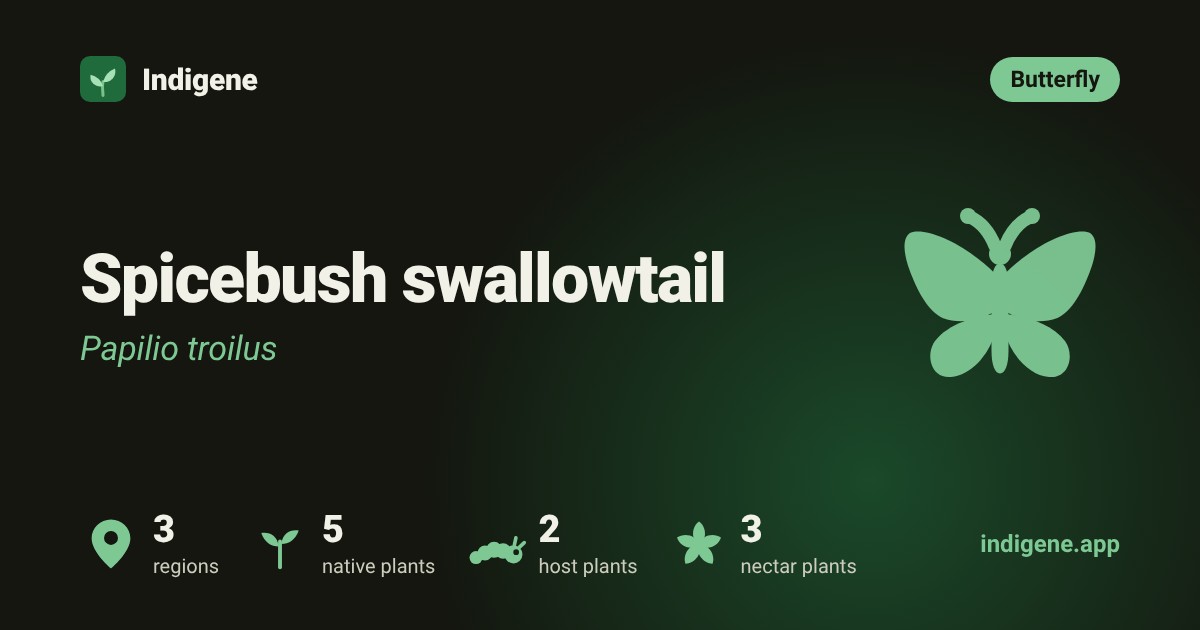 Indigene
Butterfly
Spicebush swallowtail
Papilio troilus
3
regions
5
native plants
2
host plants
3
nectar plants
indigene.app